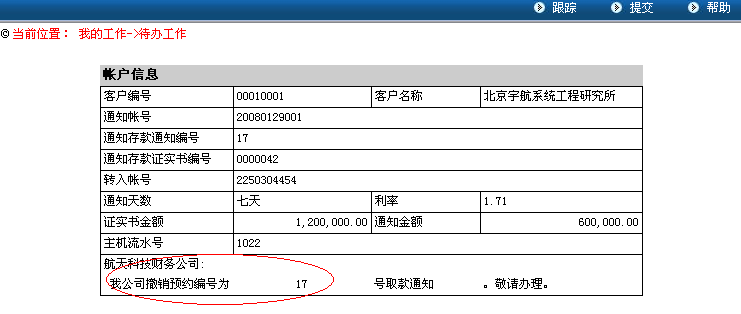 跟踪 提交 帮助
© 当前位置： 我的工作->待办工作
帐户信息
客户编号 00010001 客户名称 北京宇航系统工程研究所
通知帐号 20080129001
通知存款通知编号 17
通知存款证实书编号 0000042
转入帐号 2250304454
通知天数 七天 利率 1.71
证实书金额 1,200,000.00 通知金额 600,000.00
主机流水号 1022
航天科技财务公司:
我公司撤销预约编号为 17 号取款通知 。敬请办理。